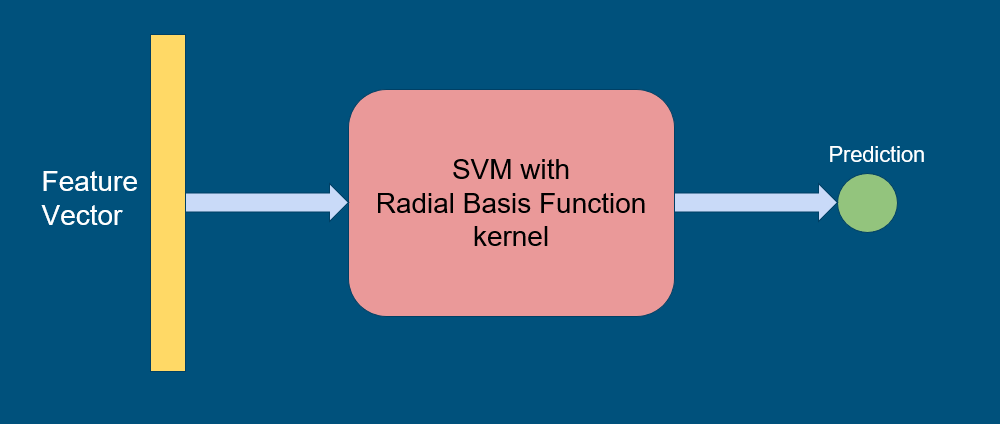 Feature
Vector
SVM with
Radial Basis Function
kernel
Prediction